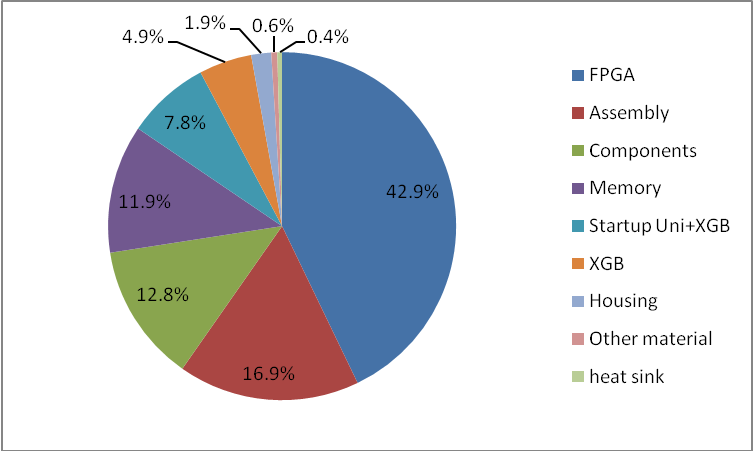 1.9%
0.6%
0.4%
4.9%
7.8%
42.9%
11.9%
12.8%
16.9%
FPGA
Assembly
Components
Memory
Startup Uni+XGB
XGB
Housing
Other material
heat sink